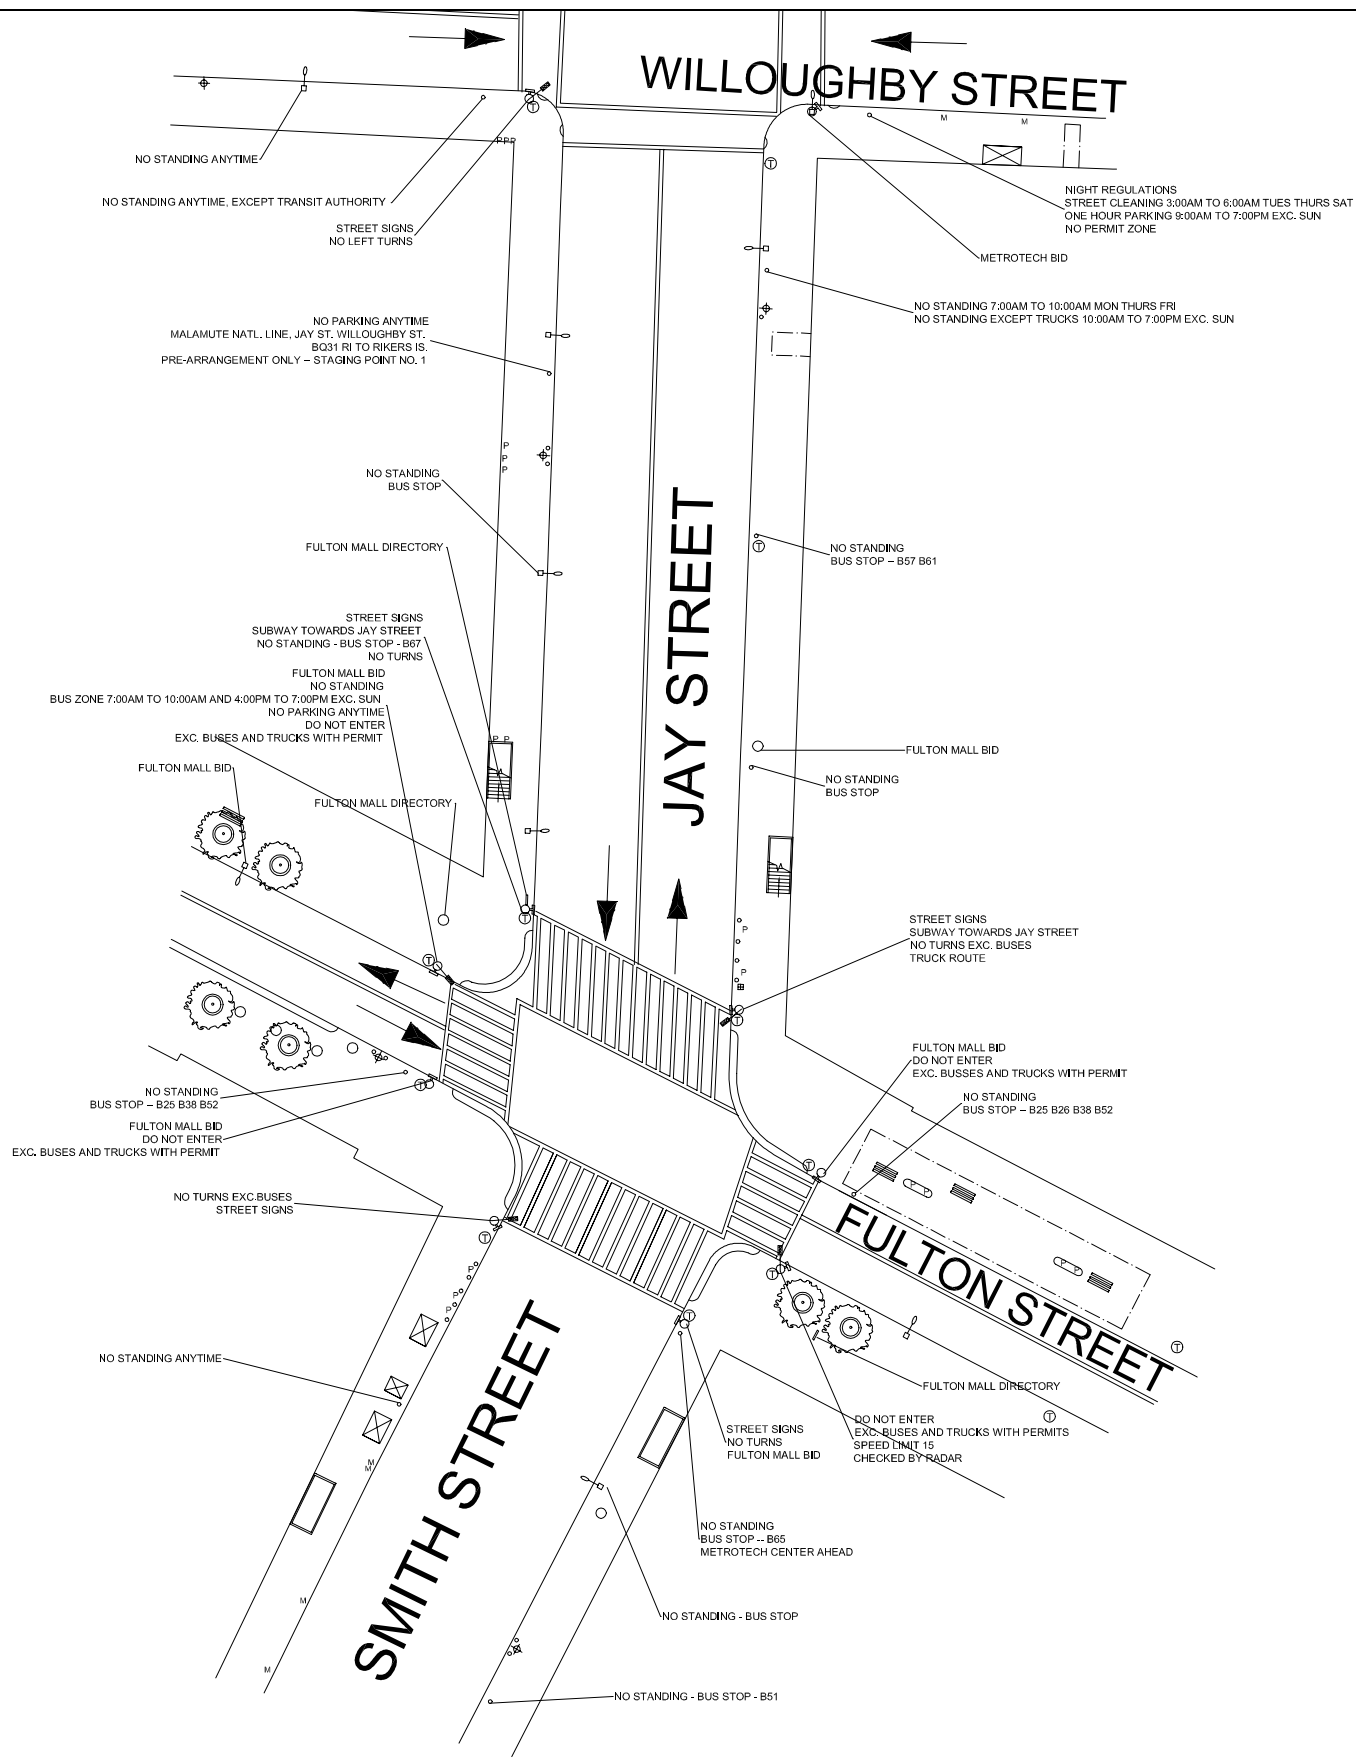 WILLOUGHBY STREET
M
M
P P P
T
T
NO STANDING ANYTIME
NO STANDING ANYTIME, EXCEPT TRANSIT AUTHORITY
STREET SIGNS
NO LEFT TURNS
NIGHT REGULATIONS
STREET CLEANING 3:00AM TO 6:00AM TUES THURS SAT
ONE HOUR PARKING 9:00AM TO 7:00PM EXC. SUN
NO PERMIT ZONE
METROTECH BID
NO STANDING 7:00AM TO 10:00AM MON THURS FRI
NO STANDING EXCEPT TRUCKS 10:00AM TO 7:00PM EXC. SUN
NO PARKING ANYTIME
MALAMUTE NATL. LINE, JAY ST. WILLOUGHBY ST.
BQ31 RI TO RIKERS IS.
PRE-ARRANGEMENT ONLY – STAGING POINT NO. 1
P
P
P
NO STANDING
BUS STOP
JAY STREET
FULTON MALL DIRECTORY
T
NO STANDING
BUS STOP – B57 B61
STREET SIGNS
SUBWAY TOWARDS JAY STREET
NO STANDING - BUS STOP - B67
NO TURNS
FULTON MALL BID
NO STANDING
BUS ZONE 7:00AM TO 10:00AM AND 4:00PM TO 7:00PM EXC. SUN
NO PARKING ANYTIME
DO NOT ENTER
EXC. BUSES AND TRUCKS WITH PERMIT
P P
FULTON MALL BID
FULTON MALL BID
NO STANDING
BUS STOP
FULTON MALL DIRECTORY
T
P
STREET SIGNS
SUBWAY TOWARDS JAY STREET
NO TURNS EXC. BUSES
TRUCK ROUTE
T
P
T
FULTON MALL BID
DO NOT ENTER
EXC. BUSSES AND TRUCKS WITH PERMIT
NO STANDING
BUS STOP – B25 B38 B52
T
NO STANDING
BUS STOP – B25 B26 B38 B52
FULTON MALL BID
DO NOT ENTER
EXC. BUSES AND TRUCKS WITH PERMIT
T
P P
NO TURNS EXC.BUSES
STREET SIGNS
T
FULTON STREET
P
P
P
T
P P
T
T
SMITH STREET
NO STANDING ANYTIME
FULTON MALL DIRECTORY
T
STREET SIGNS
NO TURNS
FULTON MALL BID
DO NOT ENTER
EXC. BUSES AND TRUCKS WITH PERMITS
SPEED LIMIT 15
CHECKED BY RADAR
M
M
NO STANDING
BUS STOP -- B65
METROTECH CENTER AHEAD
M
NO STANDING - BUS STOP
M
NO STANDING - BUS STOP - B51